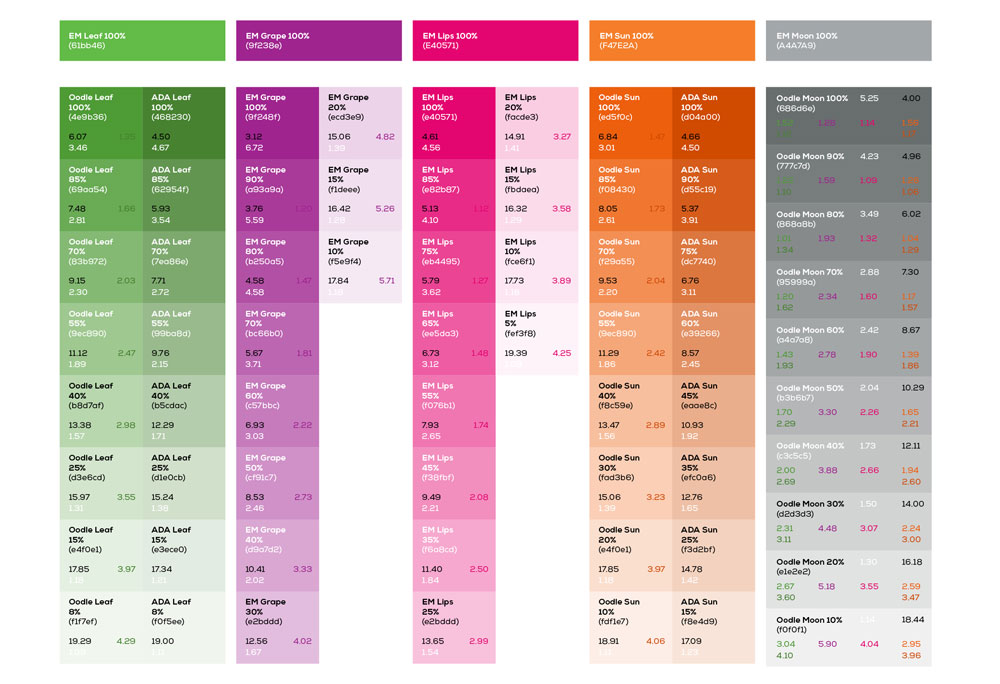 EM Leaf 100%
(61bb46)
EM Grape 100%
(9f238e)
EM Lips 100%
(E40571)
EM Sun 100%
(F47E2A)
EM Moon 100%
(A4A7A9)
Oodle Leaf
100%
(4e9b36)
6.07 1.25
3.46
Oodle Leaf
85%
(69aa54)
7.48 1.66
2.81
Oodle Leaf
70%
(83b972)
9.15 2.03
2.30
Oodle Leaf
55%
(9ec890)
11.12 2.47
1.89
Oodle Leaf
40%
(b8d7af)
13.38 2.98
1.57
Oodle Leaf
25%
(d3e6cd)
15.97 3.55
1.31
Oodle Leaf
15%
(e4f0e1)
17.85 3.97
1.18
Oodle Leaf
8%
(f1f7ef)
19.29 4.29
ADA Leaf
100%
(468230)
4.50
4.67
ADA Leaf
85%
(62954f)
5.93
3.54
ADA Leaf
70%
(7ea86e)
7.71
2.72
ADA Leaf
55%
(99ba8d)
9.76
2.15
ADA Leaf
40%
(b5cdac)
12.29
1.71
ADA Leaf
25%
(d1e0cb)
15.24
1.38
ADA Leaf
15%
(e3ece0)
17.34
1.21
ADA Leaf
8%
(f0f5ee)
19.00
EM Grape
100%
(9f248f)
3.12
6.72
EM Grape
90%
(a93a9a)
3.76 1.20
5.59
EM Grape
80%
(b250a5)
4.58 1.47
4.58
EM Grape
70%
(bc66b0)
5.67 1.81
3.71
EM Grape
60%
(c57bbc)
6.93 2.22
3.03
EM Grape
50%
(cf91c7)
8.53 2.73
2.46
EM Grape
40%
(d9a7d2)
10.41 3.33
2.02
EM Grape
30%
(e2bddd)
12.56 4.02
1.67
EM Grape
20%
(ecd3e9)
15.06 4.82
1.39
EM Grape
15%
(f1deee)
16.42 5.26
1.28
EM Grape
10%
(f5e9f4)
17.84 5.71
EM Lips
100%
(e40571)
4.61
4.56
EM Lips
85%
(e82b87)
5.13 1.12
4.10
EM Lips
75%
(eb4495)
5.79 1.27
3.62
EM Lips
65%
(ee5da3)
6.73 1.48
3.12
EM Lips
55%
(f076b1)
7.93 1.74
2.65
EM Lips
45%
(f38fbf)
9.49 2.08
2.21
EM Lips
35%
(f6a8cd)
11.40 2.50
1.84
EM Lips
25%
(e2bddd)
13.65 2.99
1.54
EM Lips
20%
(facde3)
14.91 3.27
1.41
EM Lips
15%
(fbdaea)
16.32 3.58
1.29
EM Lips
10%
(fce6f1)
17.73 3.89
EM Lips
5%
(fef3f8)
19.39 4.25
Oodle Sun
100%
(ed5f0c)
6.84 1.47
3.01
Oodle Sun
85%
(f08430)
8.05 1.73
2.61
Oodle Sun
70%
(f29a55)
9.53 2.04
2.20
Oodle Sun
55%
(9ec890)
11.29 2.42
1.86
Oodle Sun
40%
(f8c59e)
13.47 2.89
1.56
Oodle Sun
30%
(fad3b6)
15.06 3.23
1.39
Oodle Sun
20%
(e4f0e1)
17.85 3.97
1.18
Oodle Sun
10%
(fdf1e7)
18.91 4.06
ADA Sun
100%
(d04a00)
4.66
4.50
ADA Sun
90%
(d55c19)
5.37
3.91
ADA Sun
75%
(dc7740)
6.76
3.11
ADA Sun
60%
(e39266)
8.57
2.45
ADA Sun
45%
(eaae8c)
10.93
1.92
ADA Sun
35%
(efc0a6)
12.76
1.65
ADA Sun
25%
(f3d2bf)
14.78
1.42
ADA Sun
15%
(f8e4d9)
17.09
1.23
Oodle Moon 100% 5.25 4.00
(686d6e)
1.28 1.14 1.56
Oodle Moon 90% 4.23 4.96
(777c7d)
1.59 1.09
1.10 1.06
Oodle Moon 80% 3.49 6.02
(868a8b)
1.01 1.93 1.32
1.34 1.29
Oodle Moon 70% 2.88 7.30
(95999a)
1.20 2.34 1.60 1.17
1.62 1.57
Oodle Moon 60% 2.42 8.67
(a4a7a8)
1.43 2.78 1.90 1.39
1.93 1.86
Oodle Moon 50% 2.04 10.29
(b3b6b7)
1.70 3.30 2.26 1.65
2.29 2.21
Oodle Moon 40% 1.73 12.11
(c3c5c5)
2.00 3.88 2.66 1.94
2.69 2.60
Oodle Moon 30% 1.50 14.00
(d2d3d3)
2.31 4.48 3.07 2.24
3.11 3.00
Oodle Moon 20% 1.30 16.18
(e1e2e2)
2.67 5.18 3.55 2.59
3.60 3.47
Oodle Moon 10% 1.14 18.44
(f0f0f1)
3.04 5.90 4.04 2.95
4.10 3.96